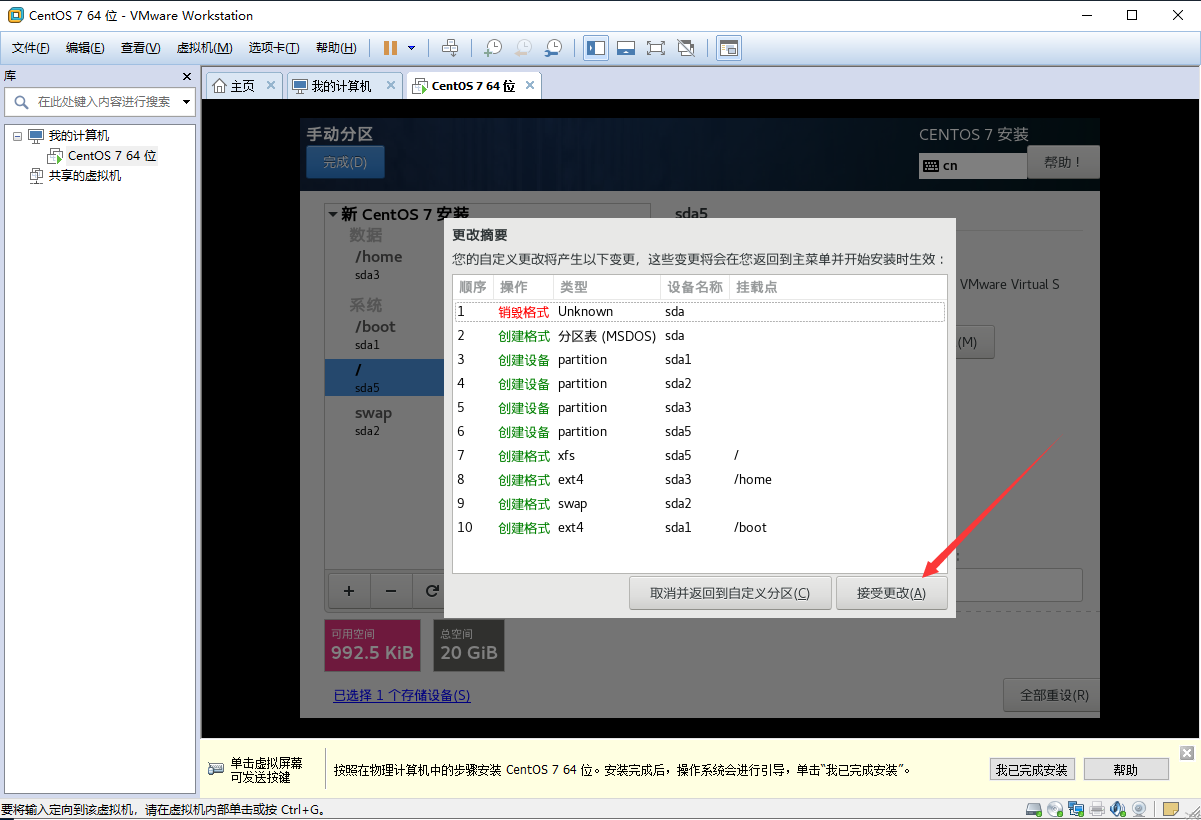 CentOS 7 64 位 - VMware Workstation
文件(F) 编辑(E) 查看(V) 虚拟机(M) 选项卡(T) 帮助(H)
库
在此处键入内容进行搜索
我的计算机
CentOS 7 64 位
共享的虚拟机
主页 我的计算机 CentOS 7 64 位
手动分区
完成(D)
CENTOS 7 安装
cn
帮助！
新 CentOS 7 安装
数据
/home
sda3
系统
/boot
sda1
/
sda5
swap
sda2
sda5
VMware Virtual S
(M)
更改摘要
您的自定义更改将产生以下变更，这些变更将会在您返回到主菜单并开始安装时生效：
顺序 操作 类型 设备名称 挂载点
1 销毁格式 Unknown sda
2 创建格式 分区表 (MSDOS) sda
3 创建设备 partition sda1
4 创建设备 partition sda2
5 创建设备 partition sda3
6 创建设备 partition sda5
7 创建格式 xfs sda5 /
8 创建格式 ext4 sda3 /home
9 创建格式 swap sda2
10 创建格式 ext4 sda1 /boot
取消并返回到自定义分区(C) 接受更改(A)
+ −
可用空间
992.5 KiB
总空间
20 GiB
已选择 1 个存储设备(S)
全部重设(R)
单击虚拟屏幕
可发送按键
按照在物理计算机中的步骤安装 CentOS 7 64 位。安装完成后，操作系统会进行引导，单击“我已完成安装”。
我已完成安装 帮助
要将输入定向到该虚拟机，请在虚拟机内部单击或按 Ctrl+G。